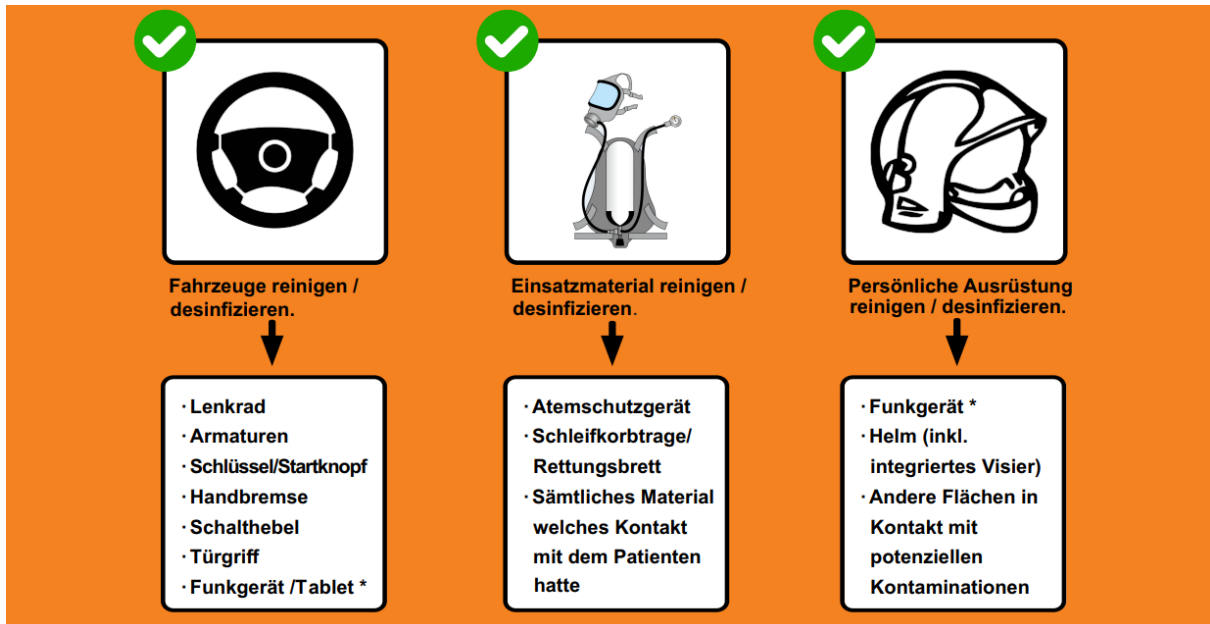 Fahrzeuge reinigen /
desinfizieren.
Einsatzmaterial reinigen /
desinfizieren.
Persönliche Ausrüstung
reinigen / desinfizieren.
· Lenkrad
· Armaturen
· Schlüssel/Startknopf
· Handbremse
· Schalthebel
· Türgriff
· Funkgerät /Tablet *
· Atemschutzgerät
· Schleifkorbtrage/
Rettungsbrett
· Sämtliches Material
welches Kontakt
mit dem Patienten
hatte
· Funkgerät *
· Helm (inkl.
integriertes Visier)
· Andere Flächen in
Kontakt mit
potenziellen
Kontaminationen